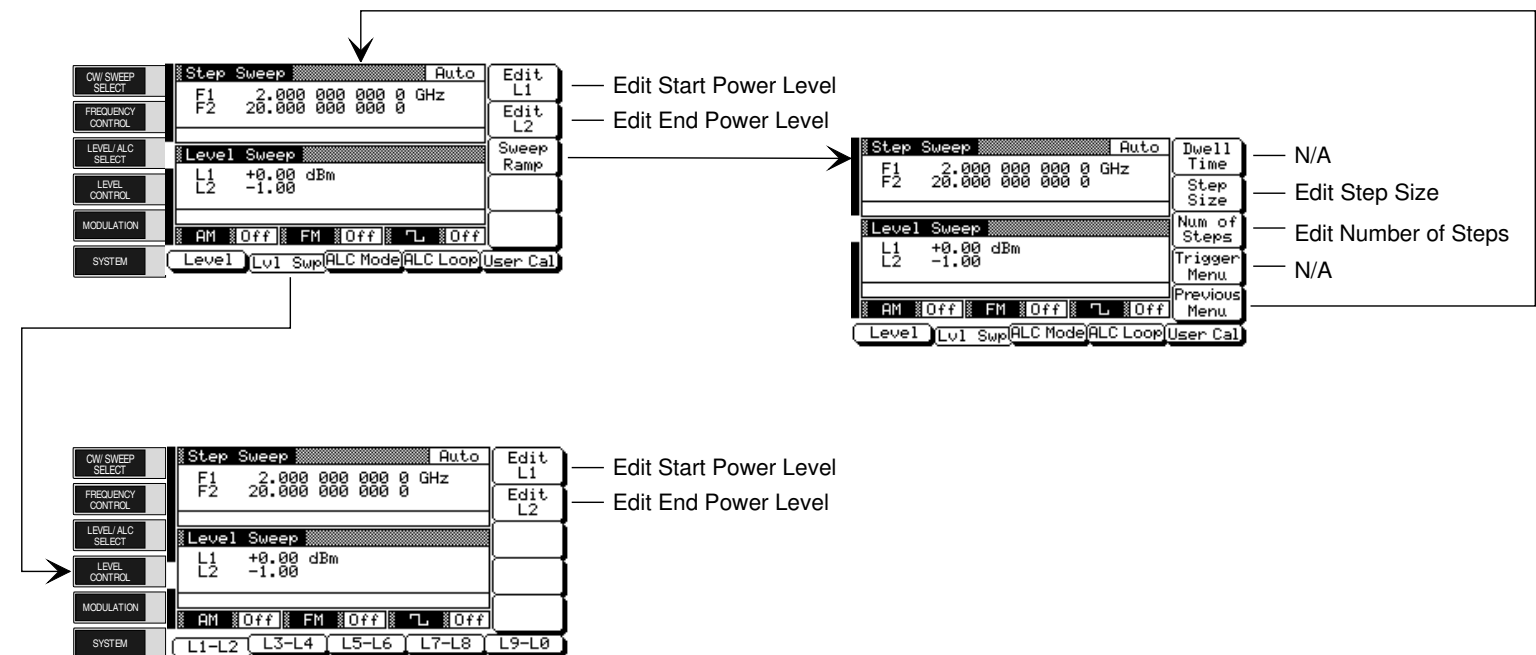 CW/ SWEEP
SELECT
FREQUENCY
CONTROL
LEVEL/ ALC
SELECT
LEVEL
CONTROL
MODULATION
SYSTEM
Step Sweep Auto
F1 2.000 000 000 0 GHz
F2 20.000 000 000 0
Level Sweep
L1 +0.00 dBm
L2 -1.00
AM Off FM Off Off
Level Lvl Swp ALC Mode ALC Loop User Cal
Edit
L1
Edit
L2
Sweep
Ramp
Edit Start Power Level
Edit End Power Level
Step Sweep Auto
F1 2.000 000 000 0 GHz
F2 20.000 000 000 0
Level Sweep
L1 +0.00 dBm
L2 -1.00
AM Off FM Off Off
Level Lvl Swp ALC Mode ALC Loop User Cal
Dwell
Time
Step
Size
Num of
Steps
Trigger
Menu
Previous
Menu
N/A
Edit Step Size
Edit Number of Steps
N/A
CW/ SWEEP
SELECT
FREQUENCY
CONTROL
LEVEL/ ALC
SELECT
LEVEL
CONTROL
MODULATION
SYSTEM
Step Sweep Auto
F1 2.000 000 000 0 GHz
F2 20.000 000 000 0
Level Sweep
L1 +0.00 dBm
L2 -1.00
AM Off FM Off Off
L1-L2 L3-L4 L5-L6 L7-L8 L9-L0
Edit
L1
Edit
L2
Edit Start Power Level
Edit End Power Level